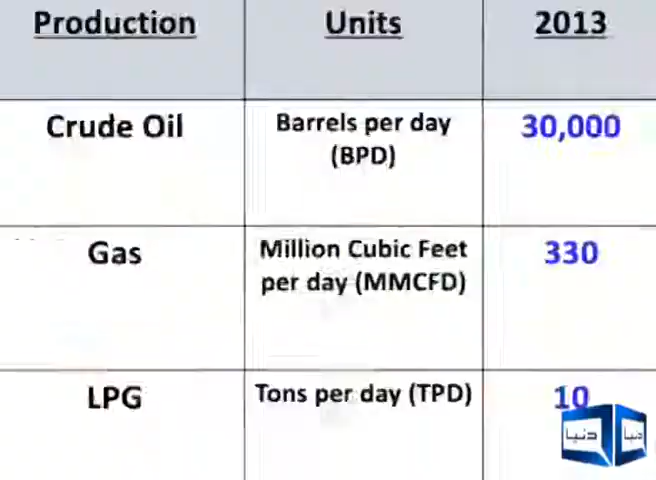 Production Units 2013
Crude Oil Barrels per day (BPD) 30,000
Gas Million Cubic Feet per day (MMCFD) 330
LPG Tons per day (TPD) 10
دنیا دنیا